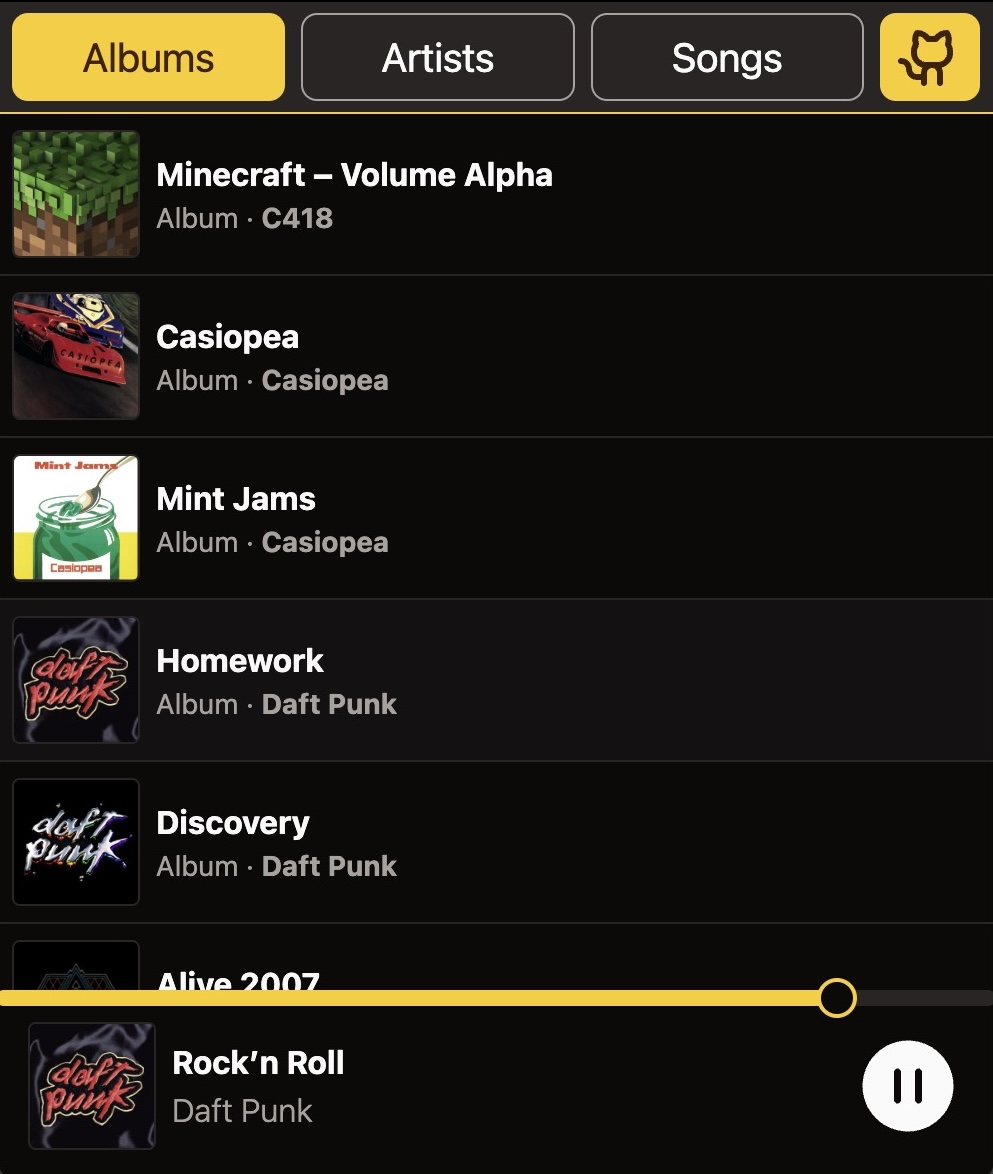 Albums
Artists
Songs
Minecraft – Volume Alpha
Album · C418
CASIOPEA
Casiopea
Album · Casiopea
Mint Jams
Casiopea
Mint Jams
Album · Casiopea
daft
punk
Homework
Album · Daft Punk
daft
punk
Discovery
Album · Daft Punk
Alive 2007
daft
punk
Rock’n Roll
Daft Punk